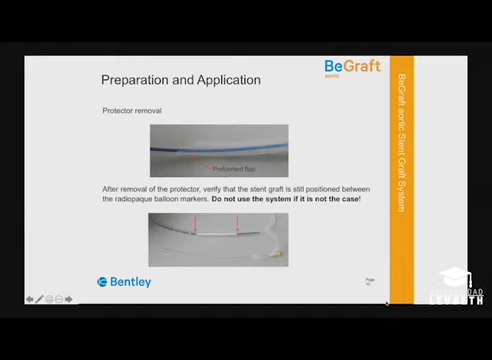 BeGraft
aortic
Preparation and Application
BeGraft aortic Stent Graft System
Protector removal
Preformed flap
After removal of the protector, verify that the stent graft is still positioned between
the radiopaque balloon markers. Do not use the system if it is not the case!
Bentley
Page
LEVERTH